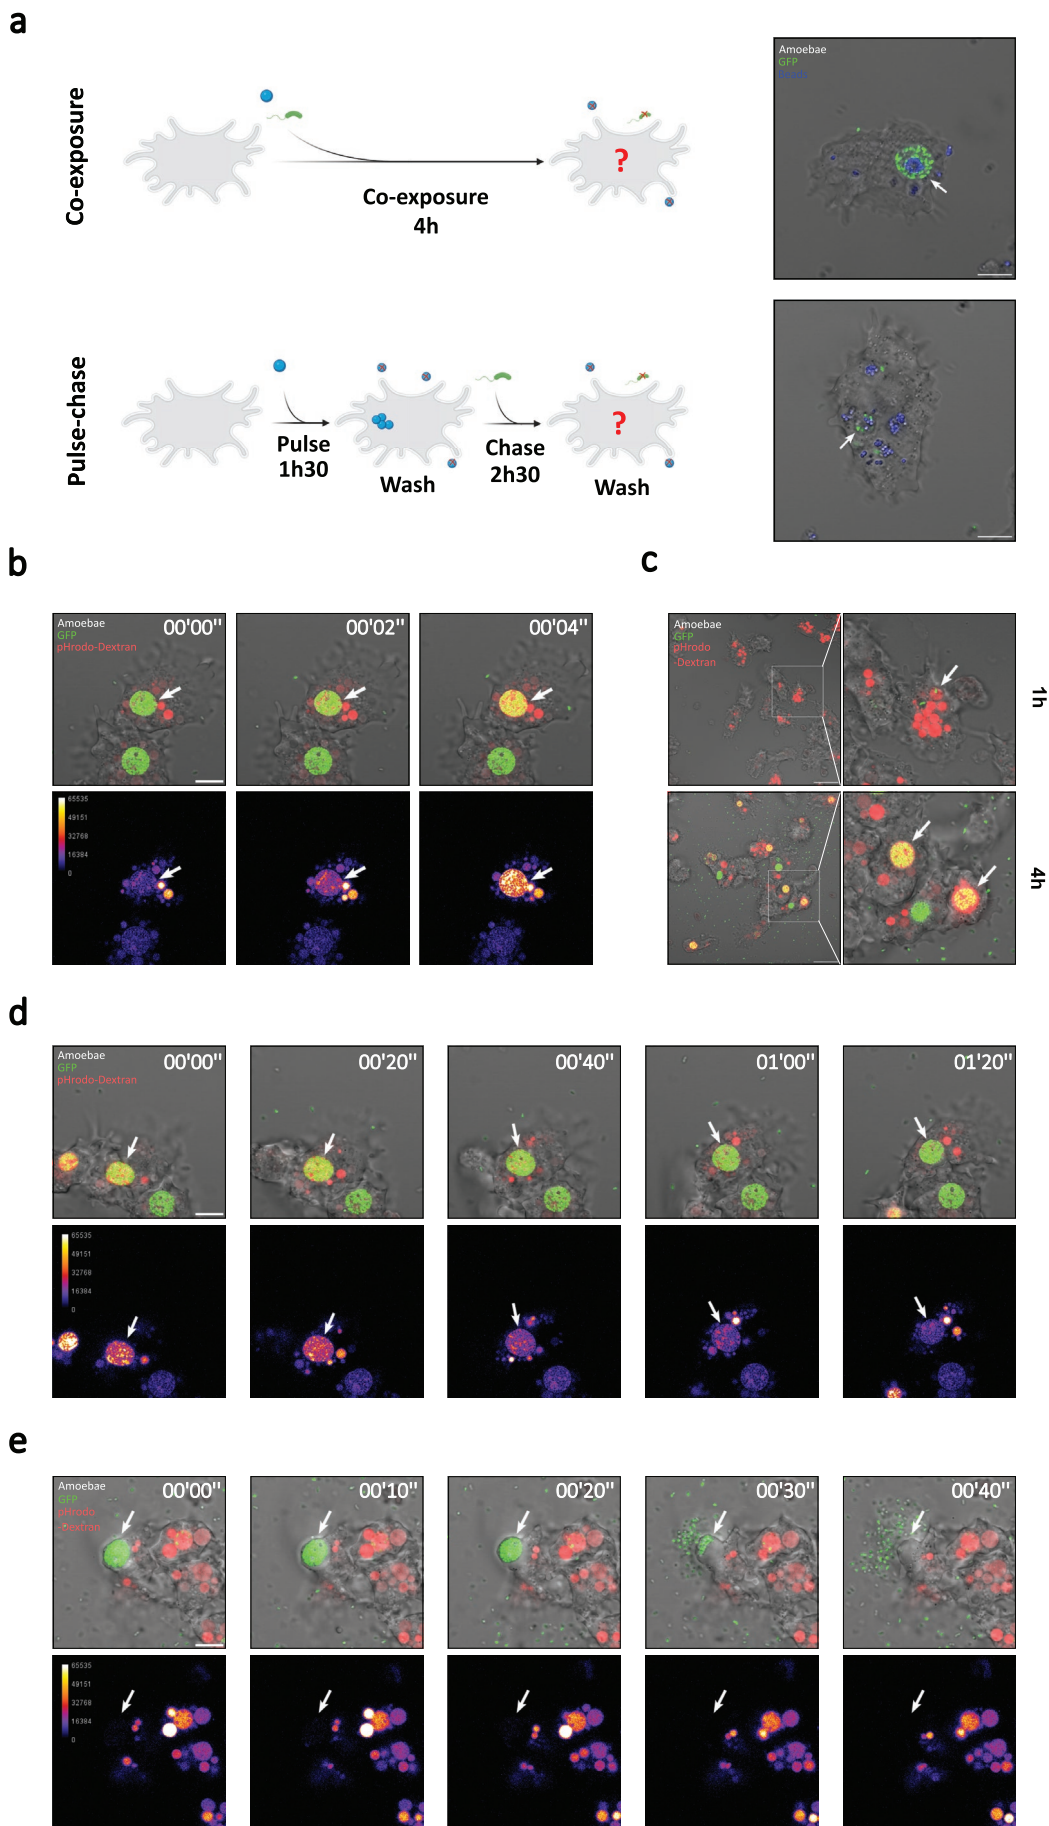 a
Co-exposure
?
Co-exposure
4h
Amoebae
GFP
Beads
Pulse-chase
Pulse
1h30
Wash
Chase
2h30
?
Wash
b
Amoebae
GFP
pHrodo-Dextran
00'00"
00'02"
00'04"
65535
49151
32768
16384
0
c
Amoebae
GFP
pHrodo
-Dextran
1h
4h
d
Amoebae
GFP
pHrodo-Dextran
00'00"
00'20"
00'40"
01'00"
01'20"
65535
49151
32768
16384
0
e
Amoebae
GFP
pHrodo
-Dextran
00'00"
00'10"
00'20"
00'30"
00'40"
65535
49151
32768
16384
0